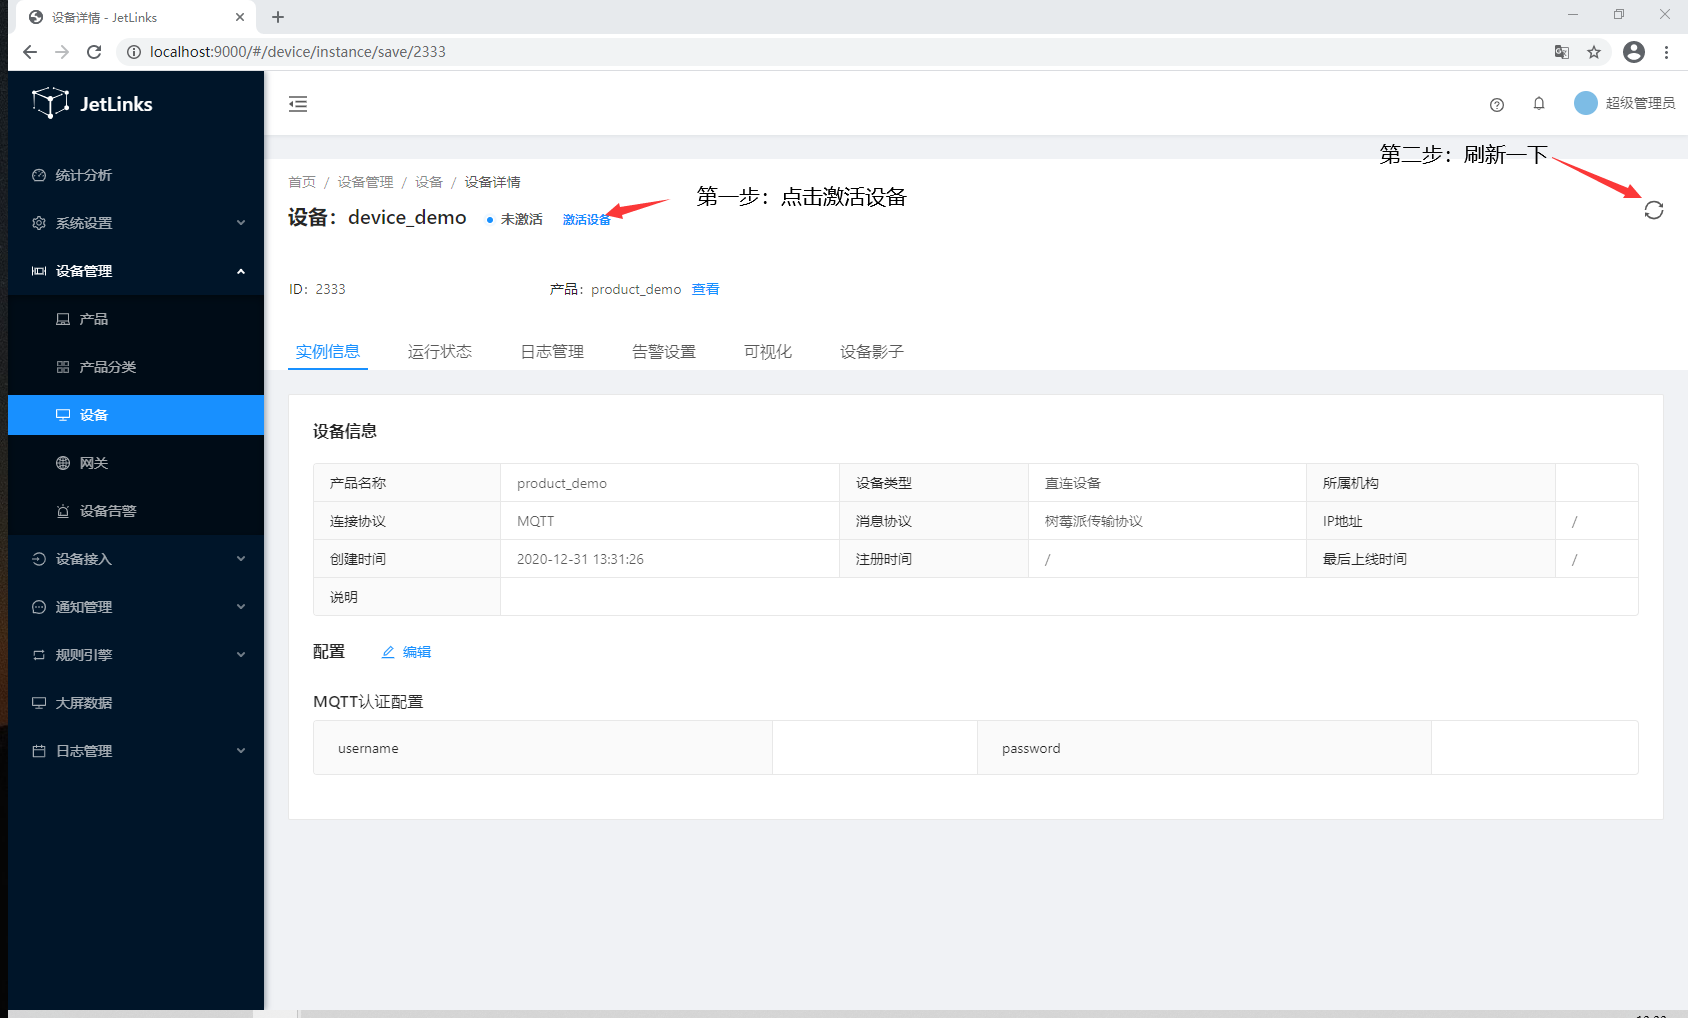 设备详情 - JetLinks
localhost:9000/#/device/instance/save/2333
JetLinks
超级管理员
统计分析
系统设置
设备管理
产品
产品分类
设备
网关
设备告警
设备接入
通知管理
规则引擎
大屏数据
日志管理
第二步：刷新一下
首页 / 设备管理 / 设备 / 设备详情
第一步：点击激活设备
设备：device_demo 未激活 激活设备
ID：2333 产品：product_demo 查看
实例信息 运行状态 日志管理 告警设置 可视化 设备影子
设备信息
产品名称 product_demo 设备类型 直连设备 所属机构
连接协议 MQTT 消息协议 树莓派传输协议 IP地址 /
创建时间 2020-12-31 13:31:26 注册时间 / 最后上线时间 /
说明
配置 编辑
MQTT认证配置
username password